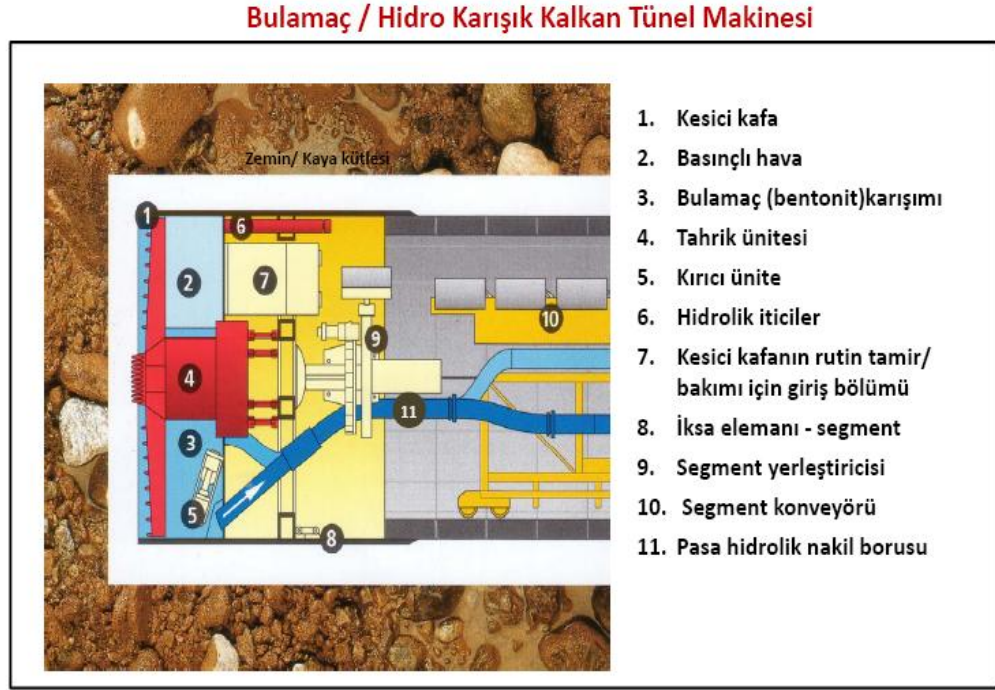 Bulamaç / Hidro Karışık Kalkan Tünel Makinesi
Zemin/ Kaya kütlesi
1
6
2
7
10
9
4
11
3
5
8
1. Kesici kafa
2. Basınçlı hava
3. Bulamaç (bentonit)karışımı
4. Tahrik ünitesi
5. Kırıcı ünite
6. Hidrolik iticiler
7. Kesici kafanın rutin tamir/
bakımı için giriş bölümü
8. İksa elemanı - segment
9. Segment yerleştiricisi
10. Segment konveyörü
11. Pasa hidrolik nakil borusu